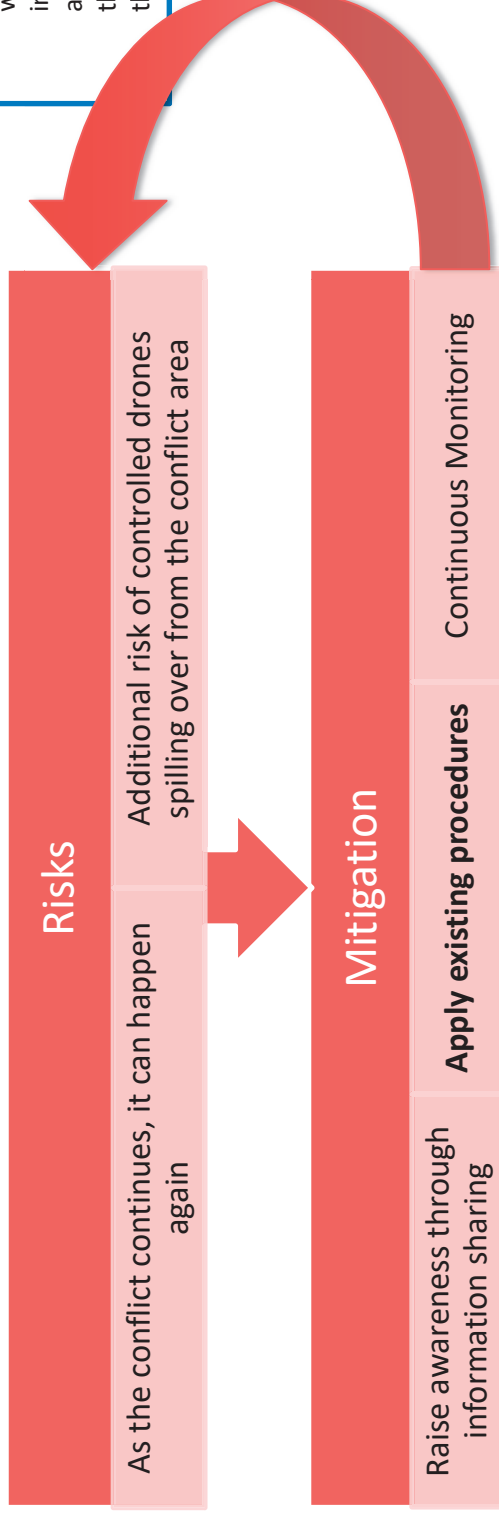 Risks
As the conflict continues, it can happen
again
Additional risk of controlled drones
spilling over from the conflict area
Mitigation
Raise awareness through
information sharing
Apply existing procedures
Continuous Monitoring